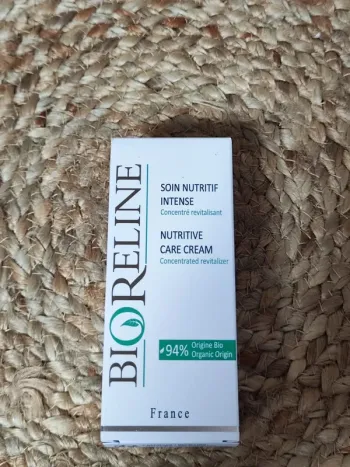 BIORELINE
SOIN NUTRITIF
INTENSE
Concentré revitalisant
NUTRITIVE
CARE CREAM
Concentrated revitalizer
94% Origine Bio
Organic Origin
France